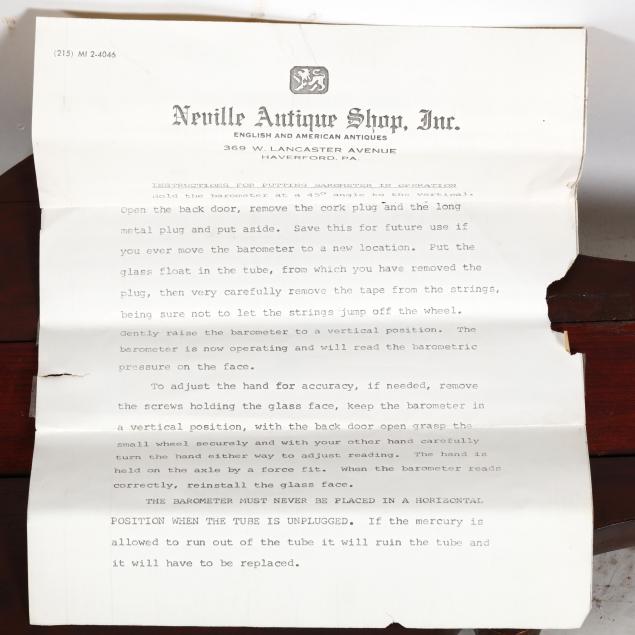 (215) MI 2-4046
Neville Antique Shop, Inc.
ENGLISH AND AMERICAN ANTIQUES
369 W. LANCASTER AVENUE
HAVERFORD, PA.
INSTRUCTIONS FOR PUTTING BAROMETER IN OPERATION
Hold the barometer at a 45° angle to the vertical.
Open the back door, remove the cork plug and the long
metal plug and put aside. Save this for future use if
you ever move the barometer to a new location. Put the
glass float in the tube, from which you have removed the
plug, then very carefully remove the tape from the strings,
being sure not to let the strings jump off the wheel.
Gently raise the barometer to a vertical position. The
barometer is now operating and will read the barometric
pressure on the face.
To adjust the hand for accuracy, if needed, remove
the screws holding the glass face, keep the barometer in
a vertical position, with the back door open grasp the
small wheel securely and with your other hand carefully
turn the hand either way to adjust reading. The hand is
held on the axle by a force fit. When the barometer reads
correctly, reinstall the glass face.
THE BAROMETER MUST NEVER BE PLACED IN A HORIZONTAL
POSITION WHEN THE TUBE IS UNPLUGGED. If the mercury is
allowed to run out of the tube it will ruin the tube and
it will have to be replaced.